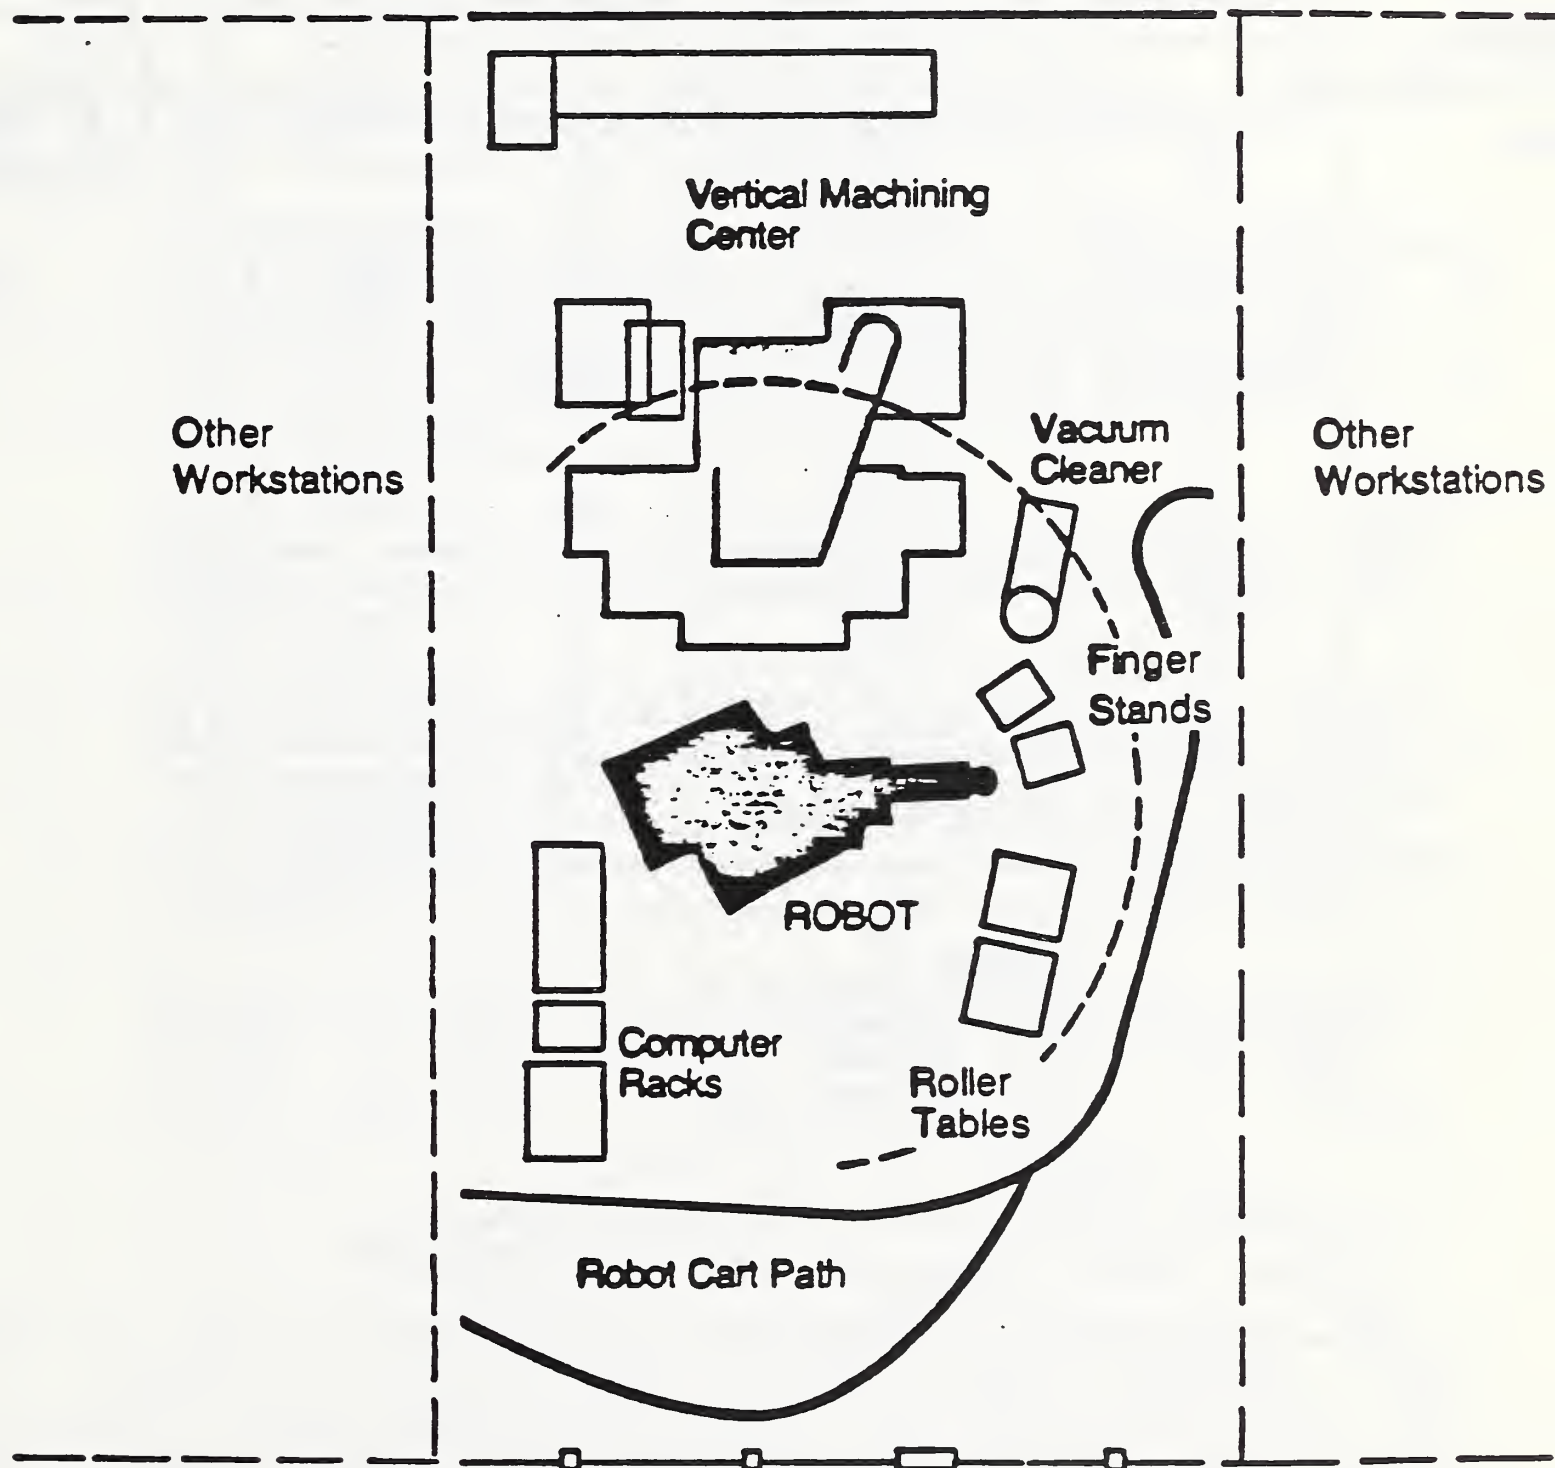 Vertical Machining
Center
Other
Workstations
Vacuum
Cleaner
Other
Workstations
Finger
Stands
ROBOT
Computer
Racks
Roller
Tables
Robot Cart Path